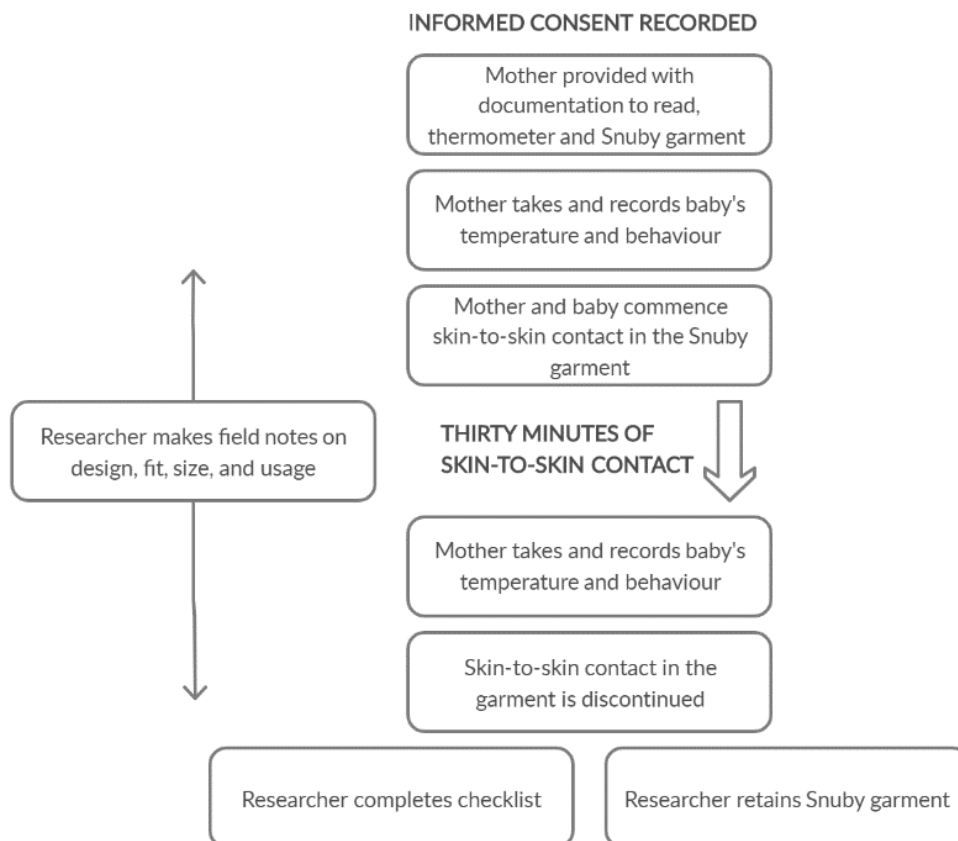 INFORMED CONSENT RECORDED
Mother provided with
documentation to read,
thermometer and Snuby garment
Mother takes and records baby's
temperature and behaviour
Mother and baby commence
skin-to-skin contact in the Snuby
garment
Researcher makes field notes on
design, fit, size, and usage
THIRTY MINUTES OF
SKIN-TO-SKIN CONTACT
Mother takes and records baby's
temperature and behaviour
Skin-to-skin contact in the
garment is discontinued
Researcher completes checklist
Researcher retains Snuby garment